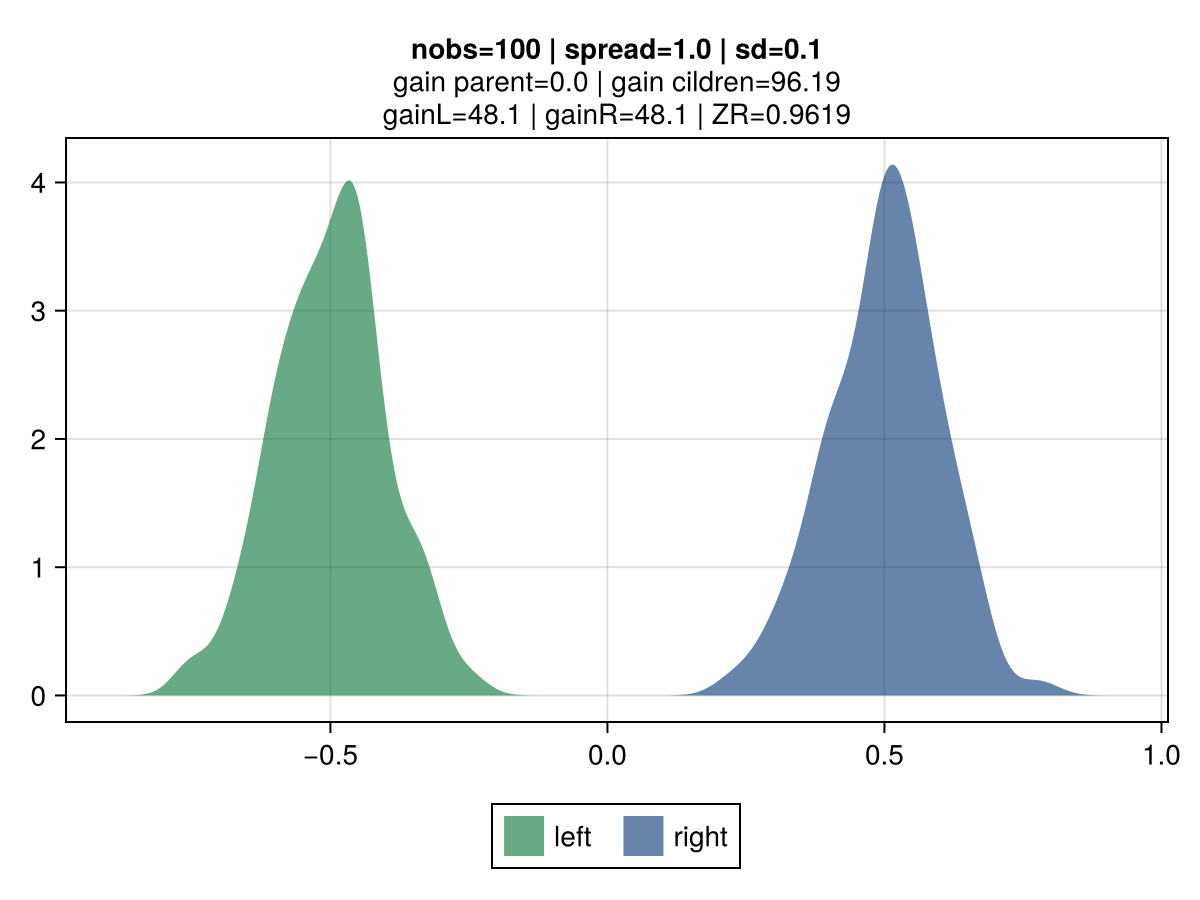 nobs=100 | spread=1.0 | sd=0.1
gain parent=0.0 | gain cildren=96.19
gainL=48.1 | gainR=48.1 | ZR=0.9619
4
3
2
1
0
−0.5 0.0 0.5 1.0
left right